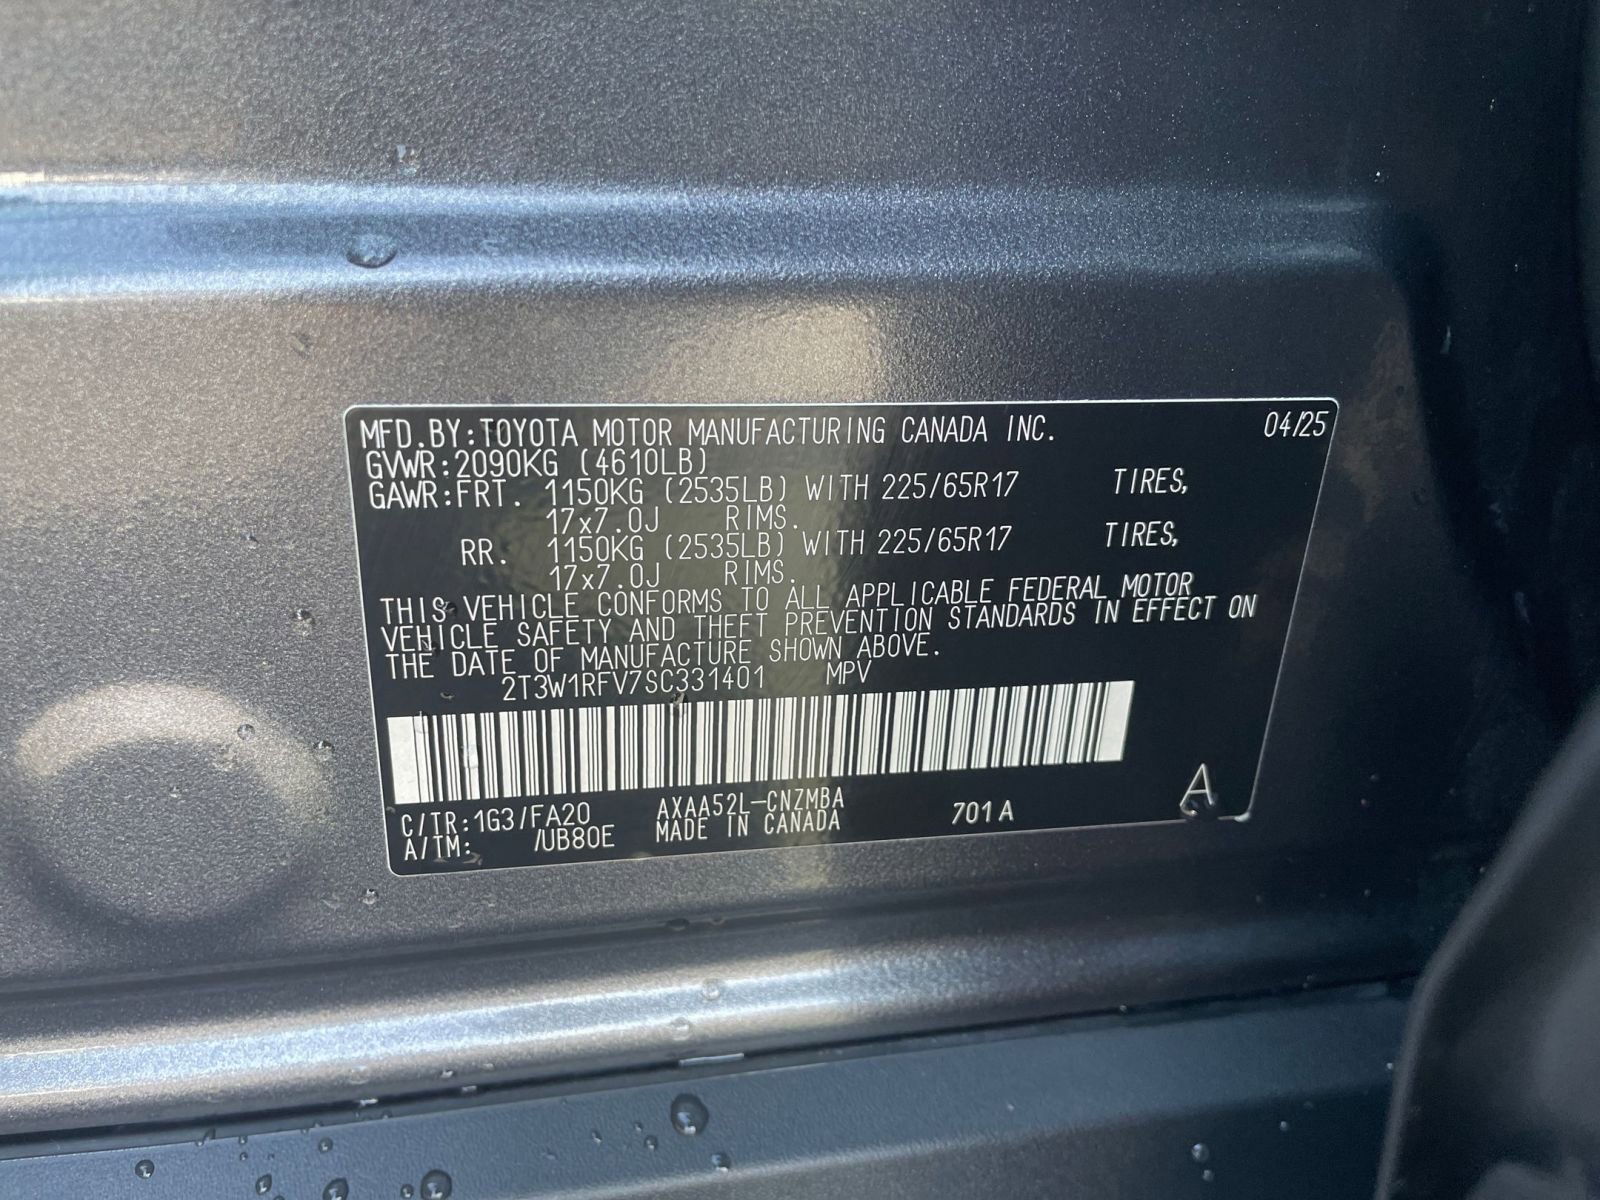 MFD.BY:TOYOTA MOTOR MANUFACTURING CANADA INC. 04/25
GVWR:2090KG (4610LB)
GAWR:FRT. 1150KG (2535LB) WITH 225/65R17 TIRES,
17x7.0J RIMS.
RR. 1150KG (2535LB) WITH 225/65R17 TIRES,
17x7.0J RIMS.
THIS VEHICLE CONFORMS TO ALL APPLICABLE FEDERAL MOTOR
VEHICLE SAFETY AND THEFT PREVENTION STANDARDS IN EFFECT ON
THE DATE OF MANUFACTURE SHOWN ABOVE.
2T3W1RFV7SC331401 MPV
C/TR:1G3/FA20 AXAA52L-CNZMBA 701A A
A/TM: /UB80E MADE IN CANADA